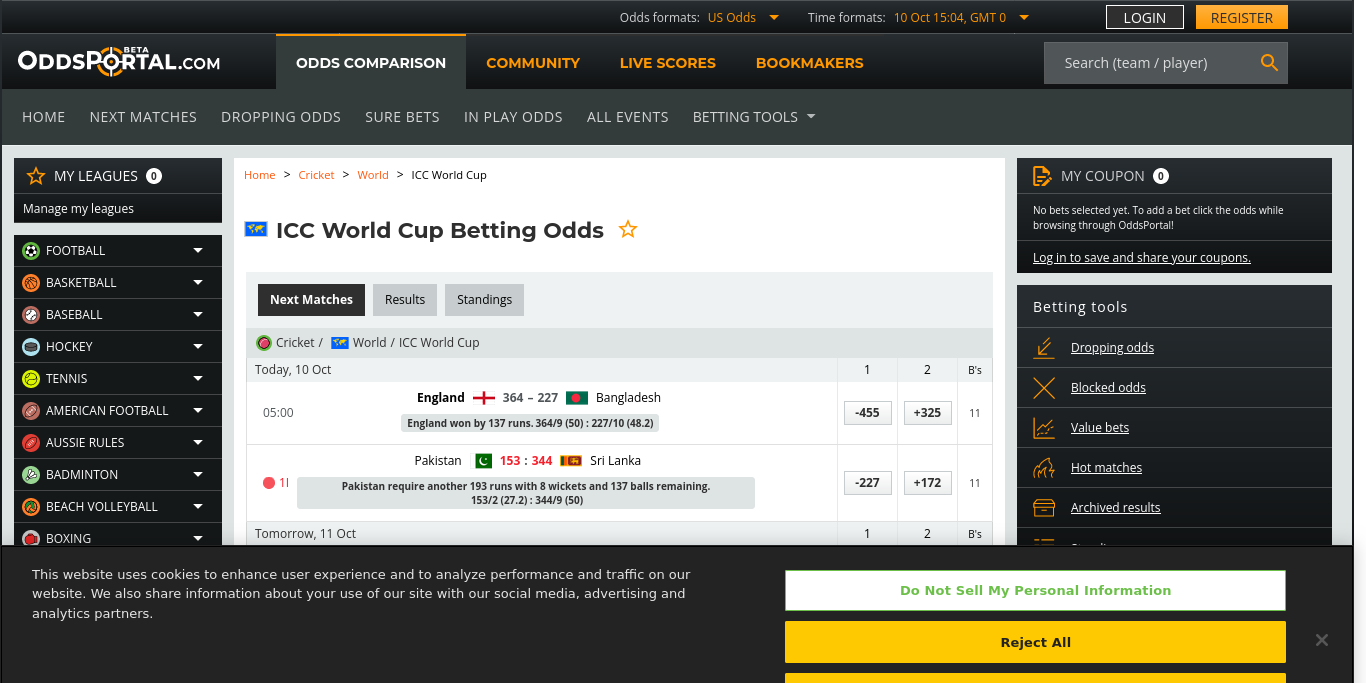 Odds formats: US Odds Time formats: 10 Oct 15:04, GMT 0 LOGIN REGISTER
ODDSPORTAL.COM BETA
ODDS COMPARISON COMMUNITY LIVE SCORES BOOKMAKERS Search (team / player)
HOME NEXT MATCHES DROPPING ODDS SURE BETS IN PLAY ODDS ALL EVENTS BETTING TOOLS
MY LEAGUES 0
Manage my leagues
FOOTBALL
BASKETBALL
BASEBALL
HOCKEY
TENNIS
AMERICAN FOOTBALL
AUSSIE RULES
BADMINTON
BEACH VOLLEYBALL
BOXING
Home > Cricket > World > ICC World Cup
ICC World Cup Betting Odds
Next Matches Results Standings
Cricket / World / ICC World Cup
Today, 10 Oct 1 2 B's
05:00 England 364 – 227 Bangladesh -455 +325 11
England won by 137 runs. 364/9 (50) : 227/10 (48.2)
1I Pakistan 153 : 344 Sri Lanka -227 +172 11
Pakistan require another 193 runs with 8 wickets and 137 balls remaining.
153/2 (27.2) : 344/9 (50)
Tomorrow, 11 Oct 1 2 B's
MY COUPON 0
No bets selected yet. To add a bet click the odds while
browsing through OddsPortal!
Log in to save and share your coupons.
Betting tools
Dropping odds
Blocked odds
Value bets
Hot matches
Archived results
This website uses cookies to enhance user experience and to analyze performance and traffic on our
website. We also share information about your use of our site with our social media, advertising and
analytics partners.
Do Not Sell My Personal Information
Reject All